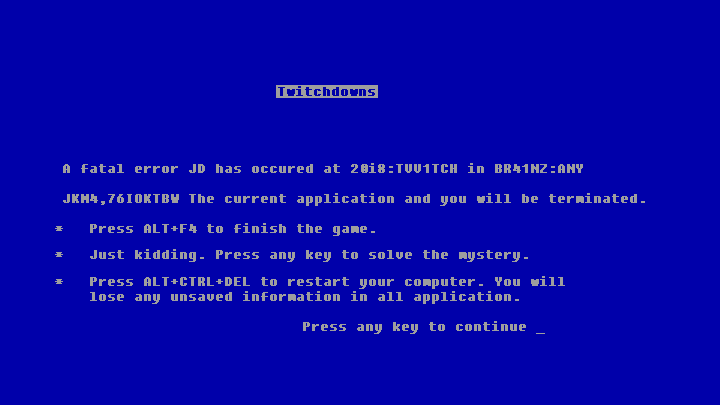 Twitchdowns
A fatal error JD has occured at 20i8:TVV1TCH in BR41NZ:ANY
JKM4,76IOKTBW The current application and you will be terminated.
* Press ALT+F4 to finish the game.
* Just kidding. Press any key to solve the mystery.
* Press ALT+CTRL+DEL to restart your computer. You will
lose any unsaved information in all application.
Press any key to continue _